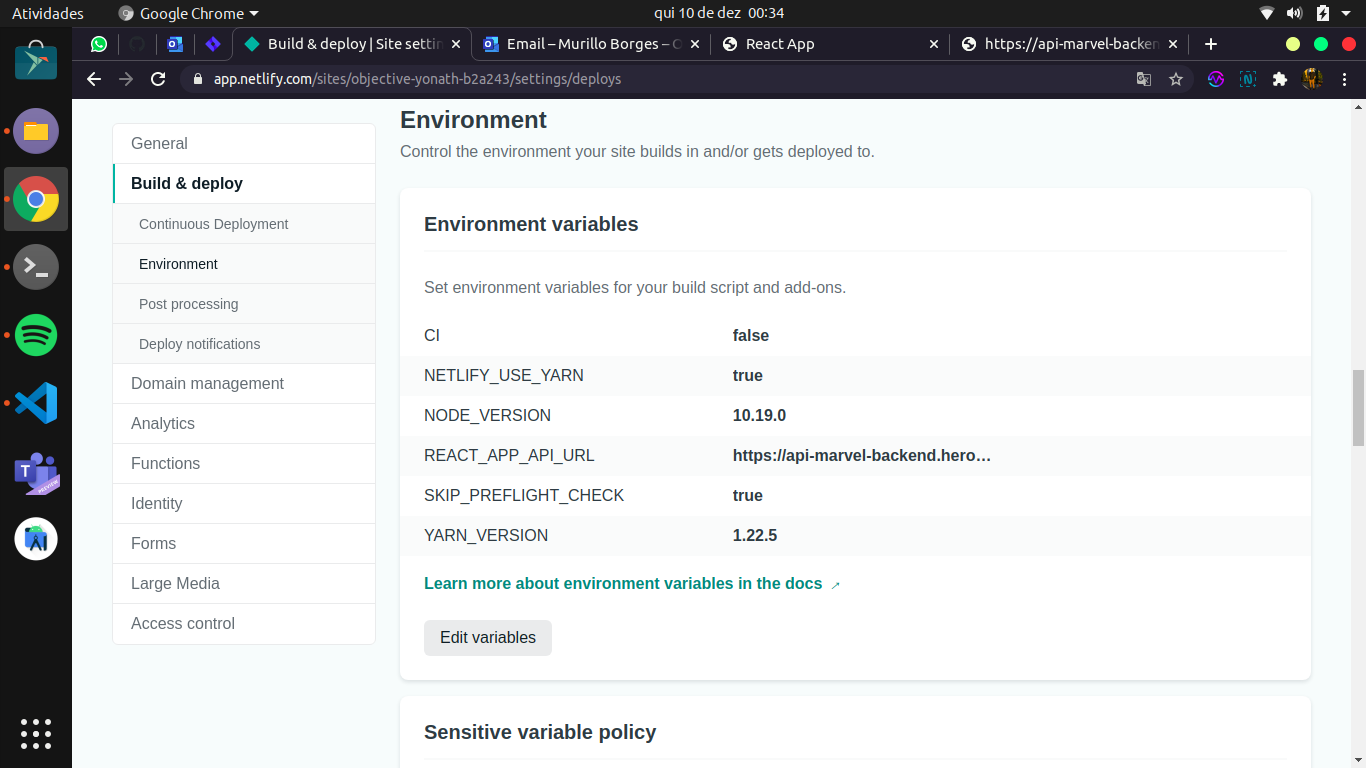 Atividades
Google Chrome
qui 10 de dez 00:34
Build & deploy | Site settin
Email – Murillo Borges – O
React App
https://api-marvel-backen
app.netlify.com/sites/objective-yonath-b2a243/settings/deploys
General
Build & deploy
Continuous Deployment
Environment
Post processing
Deploy notifications
Domain management
Analytics
Functions
Identity
Forms
Large Media
Access control
Environment
Control the environment your site builds in and/or gets deployed to.
Environment variables
Set environment variables for your build script and add-ons.
CI false
NETLIFY_USE_YARN true
NODE_VERSION 10.19.0
REACT_APP_API_URL https://api-marvel-backend.hero…
SKIP_PREFLIGHT_CHECK true
YARN_VERSION 1.22.5
Learn more about environment variables in the docs
Edit variables
Sensitive variable policy